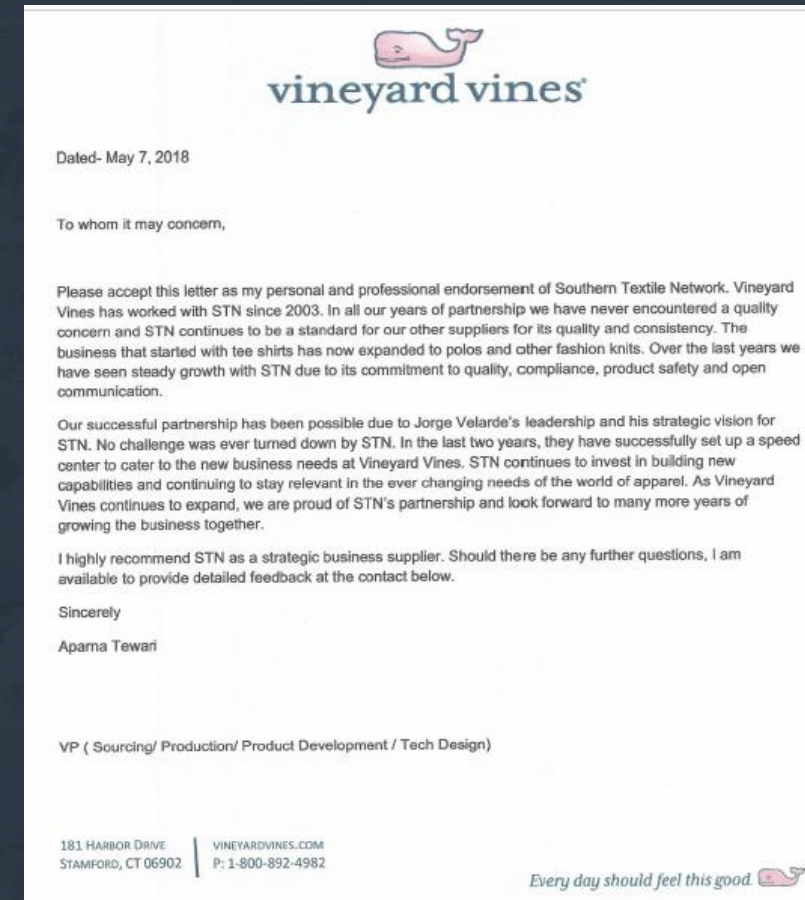 vineyard vines®
Dated- May 7, 2018
To whom it may concern,
Please accept this letter as my personal and professional endorsement of Southern Textile Network. Vineyard
Vines has worked with STN since 2003. In all our years of partnership we have never encountered a quality
concern and STN continues to be a standard for our other suppliers for its quality and consistency. The
business that started with tee shirts has now expanded to polos and other fashion knits. Over the last years we
have seen steady growth with STN due to its commitment to quality, compliance, product safety and open
communication.
Our successful partnership has been possible due to Jorge Velarde's leadership and his strategic vision for
STN. No challenge was ever turned down by STN. In the last two years, they have successfully set up a speed
center to cater to the new business needs at Vineyard Vines. STN continues to invest in building new
capabilities and continuing to stay relevant in the ever changing needs of the world of apparel. As Vineyard
Vines continues to expand, we are proud of STN's partnership and look forward to many more years of
growing the business together.
I highly recommend STN as a strategic business supplier. Should there be any further questions, I am
available to provide detailed feedback at the contact below.
Sincerely
Aparna Tewari
VP ( Sourcing/ Production/ Product Development / Tech Design)
181 HARBOR DRIVE
STAMFORD, CT 06902
VINEYARDVINES.COM
P: 1-800-892-4982
Every day should feel this good.